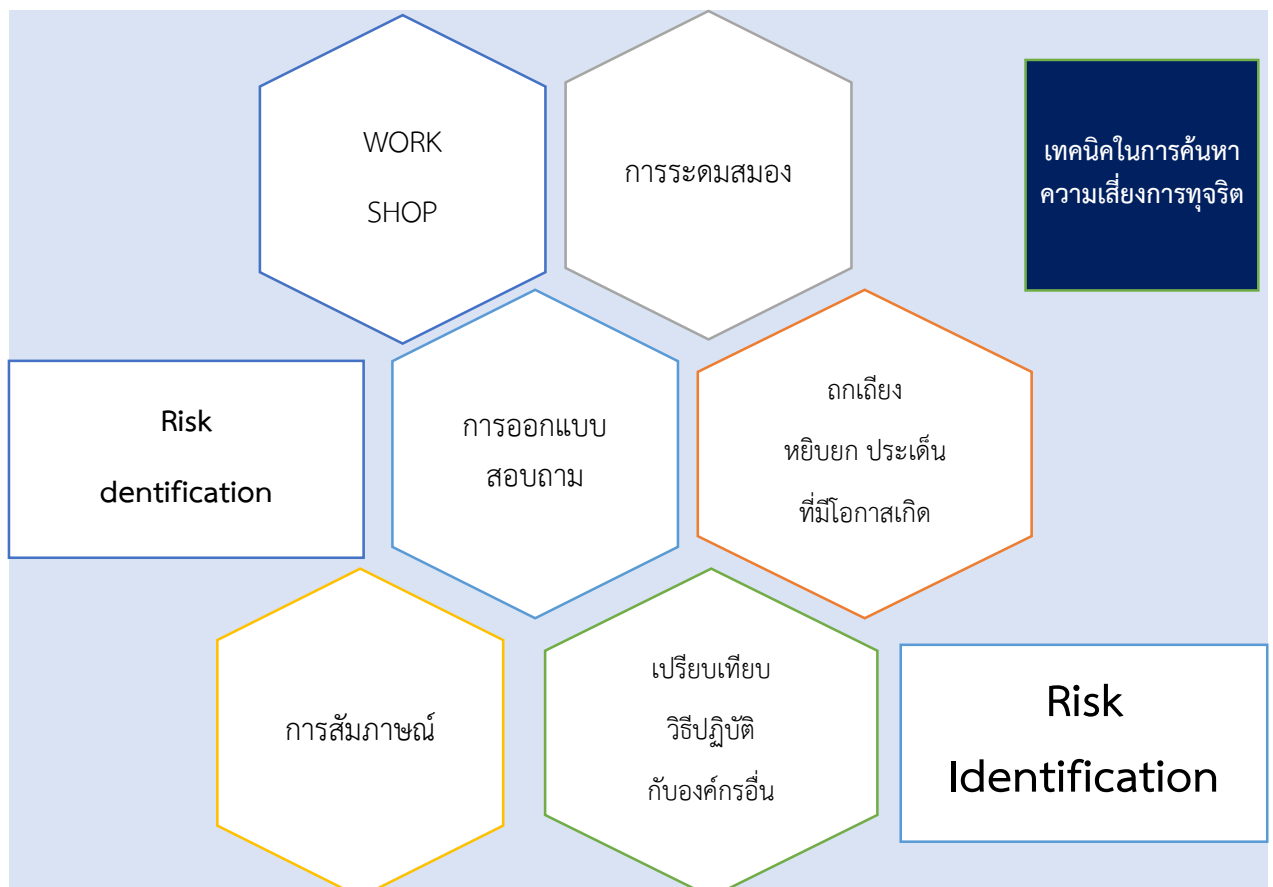 WORK
SHOP
การระดมสมอง
เทคนิคในการค้นหา
ความเสี่ยงการทุจริต
Risk
dentification
การออกแบบ
สอบถาม
ถกเถียง
หยิบยก ประเด็น
ที่มีโอกาสเกิด
การสัมภาษณ์
เปรียบเทียบ
วิธีปฏิบัติ
กับองค์กรอื่น
Risk
Identification